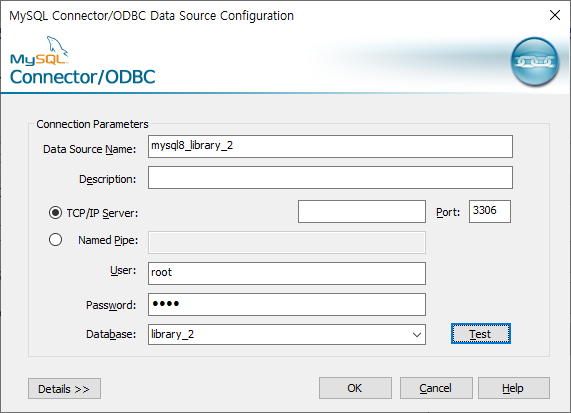 MySQL Connector/ODBC Data Source Configuration
MySQL
Connector/ODBC
Connection Parameters
Data Source Name: mysql8_library_2
Description:
TCP/IP Server: Port: 3306
Named Pipe:
User: root
Password: ••••
Database: library_2 Test
Details >> OK Cancel Help